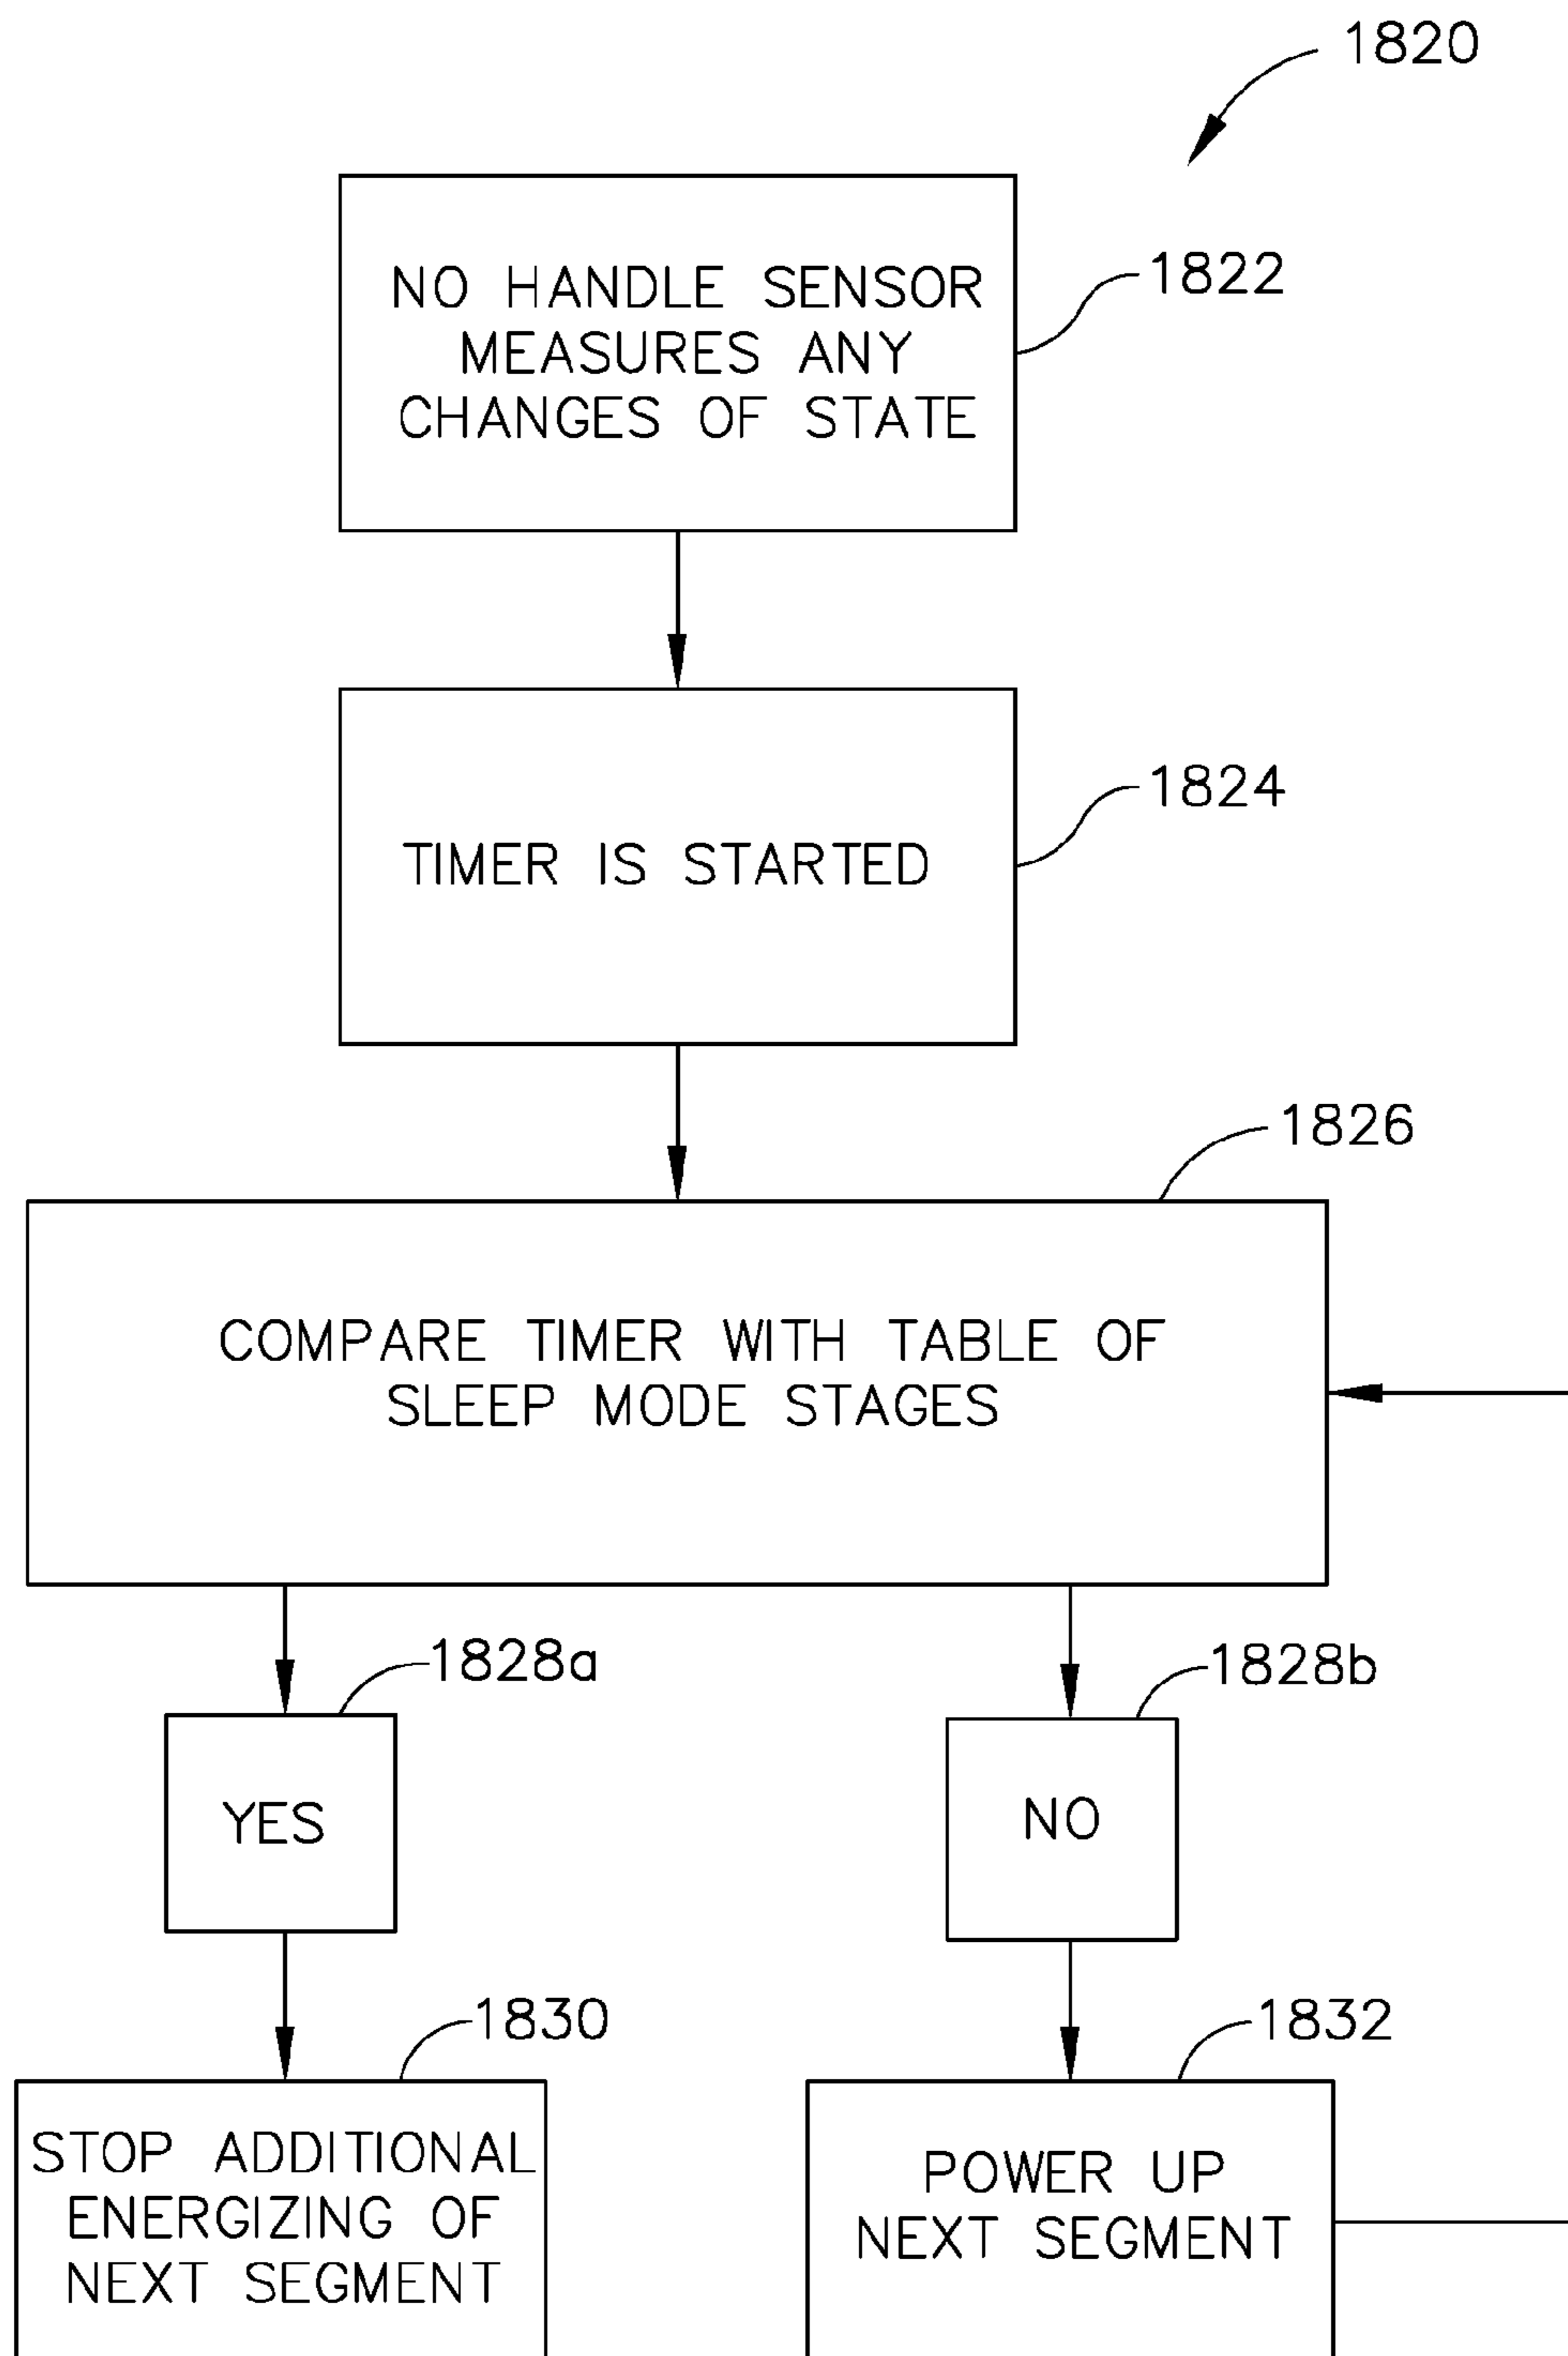 1820
NO HANDLE SENSOR
MEASURES ANY
CHANGES OF STATE
1822
TIMER IS STARTED
1824
1826
COMPARE TIMER WITH TABLE OF
SLEEP MODE STAGES
1828a
1828b
YES
NO
1830
1832
STOP ADDITIONAL
ENERGIZING OF
NEXT SEGMENT
POWER UP
NEXT SEGMENT